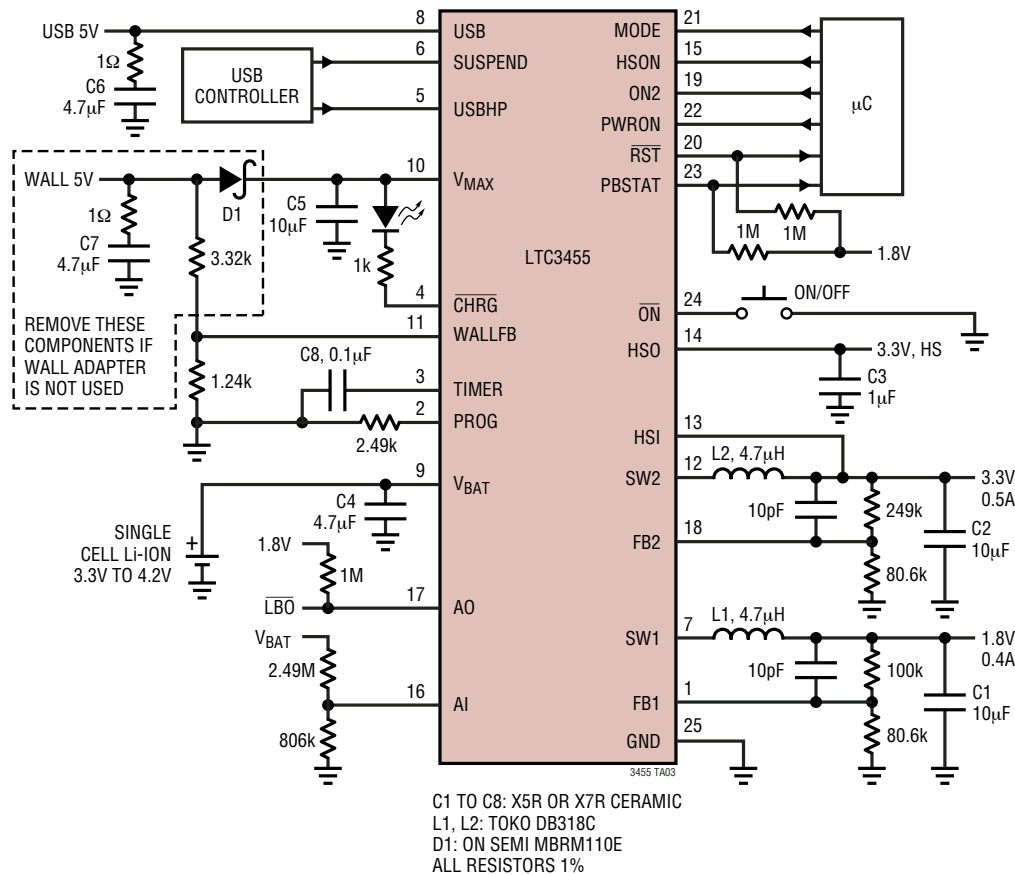 USB 5V
1Ω
C6
4.7µF
USB
CONTROLLER
8
6
5
USB
SUSPEND
USBHP
WALL 5V
1Ω
C7
4.7µF
3.32k
D1
C5
10µF
1k
10
VMAX
4
CHRG
11
WALLFB
REMOVE THESE
COMPONENTS IF
WALL ADAPTER
IS NOT USED
1.24k
C8, 0.1µF
3
TIMER
2
PROG
2.49k
9
VBAT
C4
4.7µF
SINGLE
CELL Li-ION
3.3V TO 4.2V
+
1.8V
1M
LBO
17
AO
VBAT
2.49M
16
AI
806k
LTC3455
MODE
21
HSON
15
ON2
19
PWRON
22
RST
20
PBSTAT
23
µC
1M
1M
1.8V
ON
24
ON/OFF
HSO
14
3.3V, HS
C3
1µF
HSI
13
SW2
12
L2, 4.7µH
10pF
249k
3.3V
0.5A
C2
10µF
FB2
18
80.6k
SW1
7
L1, 4.7µH
10pF
100k
1.8V
0.4A
C1
10µF
FB1
1
80.6k
GND
25
3455 TA03
C1 TO C8: X5R OR X7R CERAMIC
L1, L2: TOKO DB318C
D1: ON SEMI MBRM110E
ALL RESISTORS 1%